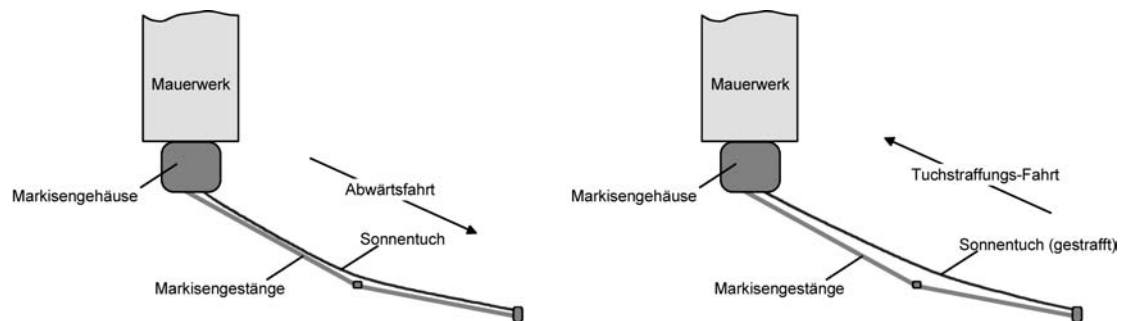 Mauerwerk
Markisengehäuse
Abwärtsfahrt
Sonnentuch
Markisengestänge
Mauerwerk
Tuchstraffungs-Fahrt
Markisengehäuse
Sonnentuch (gestrafft)
Markisengestänge